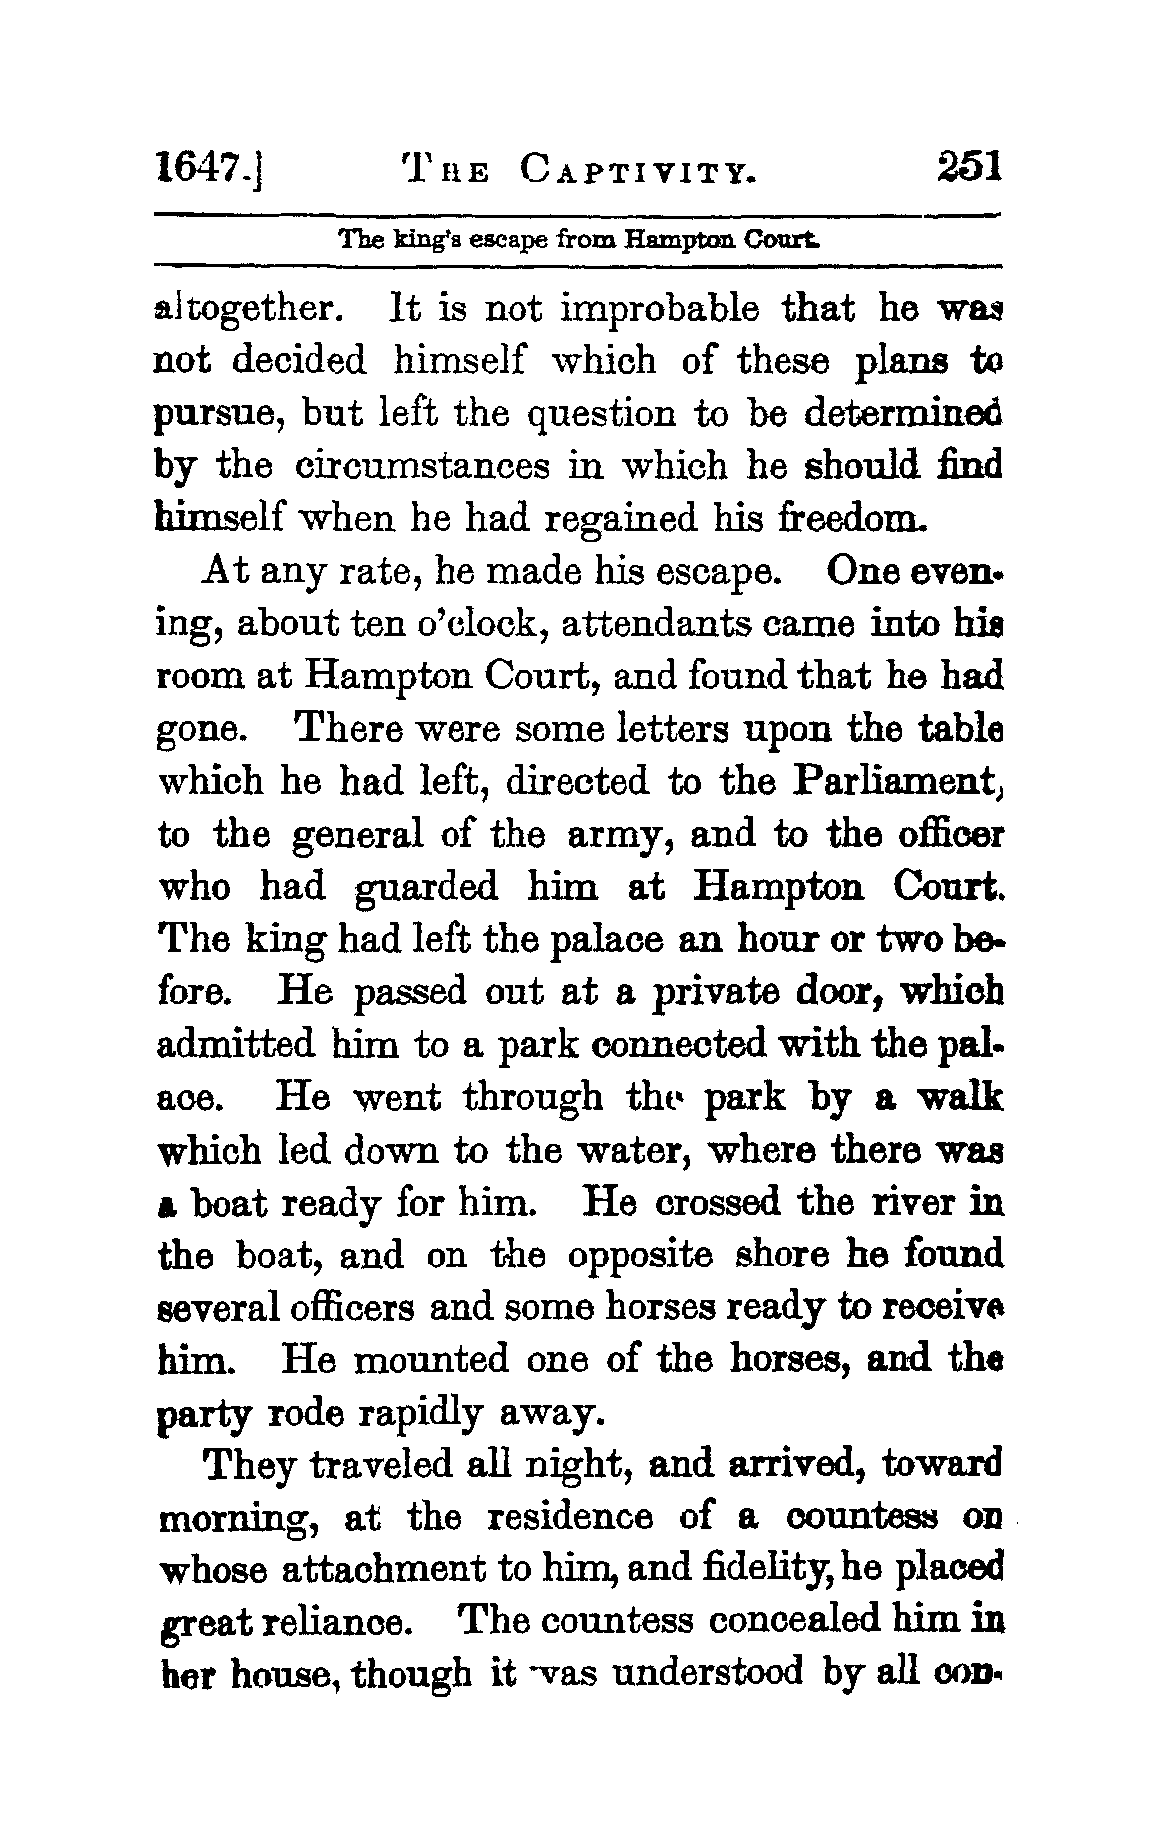 1647.] THE CAPTIVITY. 251
The king's escape from Hampton Court.
altogether. It is not improbable that he was
not decided himself which of these plans to
pursue, but left the question to be determined
by the circumstances in which he should find
himself when he had regained his freedom.
At any rate, he made his escape. One even-
ing, about ten o'clock, attendants came into his
room at Hampton Court, and found that he had
gone. There were some letters upon the table
which he had left, directed to the Parliament,
to the general of the army, and to the officer
who had guarded him at Hampton Court.
The king had left the palace an hour or two be-
fore. He passed out at a private door, which
admitted him to a park connected with the pal-
ace. He went through the park by a walk
which led down to the water, where there was
a boat ready for him. He crossed the river in
the boat, and on the opposite shore he found
several officers and some horses ready to receive
him. He mounted one of the horses, and the
party rode rapidly away.
They traveled all night, and arrived, toward
morning, at the residence of a countess on
whose attachment to him, and fidelity, he placed
great reliance. The countess concealed him in
her house, though it was understood by all con-